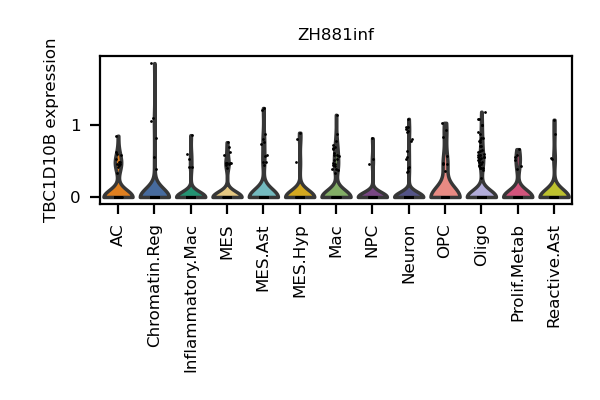 ZH881inf
TBC1D10B expression
1
0
AC
Chromatin.Reg
Inflammatory.Mac
MES
MES.Ast
MES.Hyp
Mac
NPC
Neuron
OPC
Oligo
Prolif.Metab
Reactive.Ast